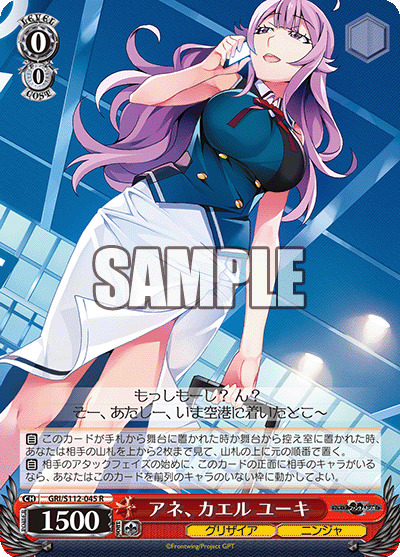 LEVEL
0
0
COST
SAMPLE
もっしもーし？ ん？
そー、あたしー、いま空港に着いたとこ～
自 このカードが手札から舞台に置かれた時か舞台から控え室に置かれた時、
あなたは相手の山札を上から2枚まで見て、山札の上に元の順番で置く。
自 相手のアタックフェイズの始めに、このカードの正面に相手のキャラがいる
なら、あなたはこのカードを前列のキャラのいない枠に動かしてよい。
CH GRI/S112-045 R
1500
アネ、カエル ユーキ
グリザイア
ニンジャ
©Frontwing/Project GPT